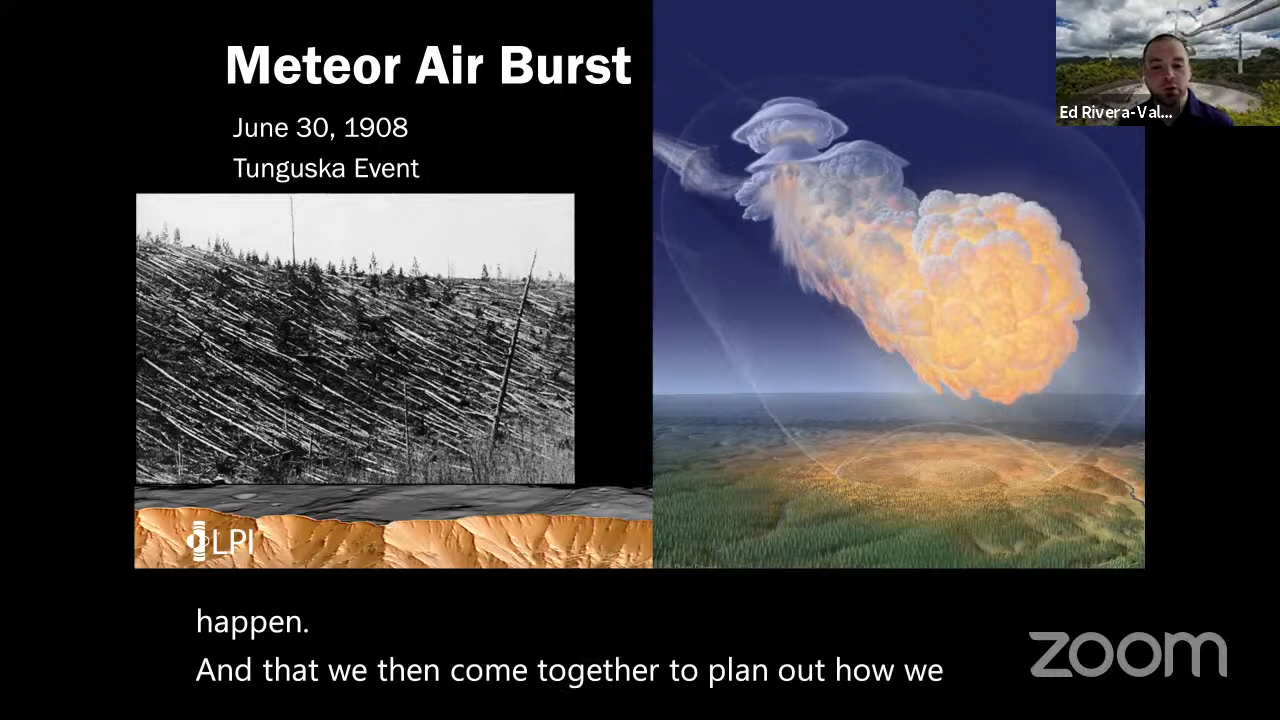 Meteor Air Burst
June 30, 1908
Tunguska Event
Ed Rivera-Val...
LPI
happen.
And that we then come together to plan out how we
zoom